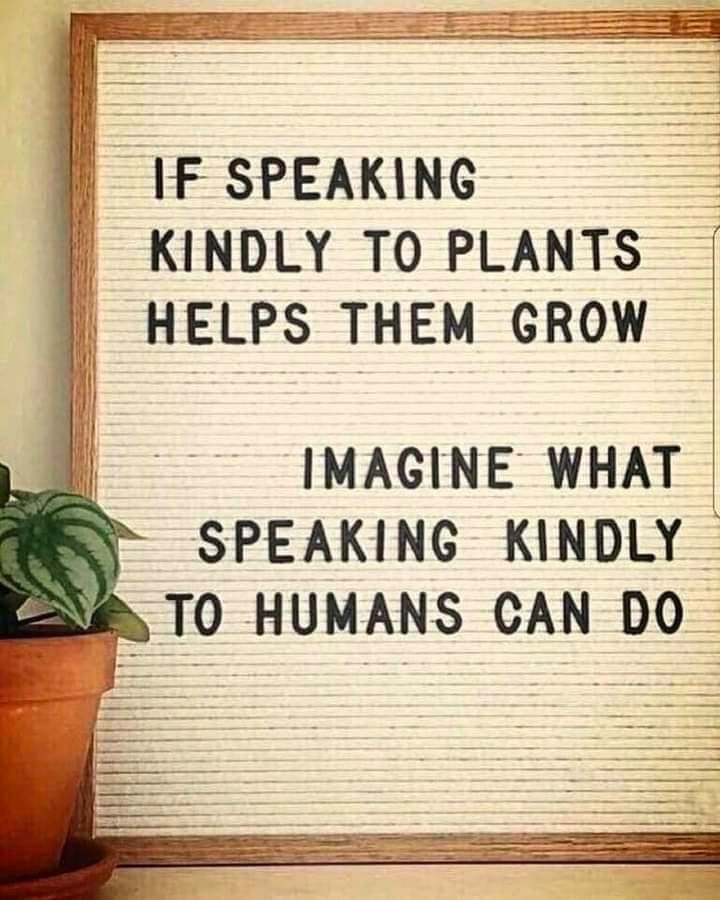 IF SPEAKING
KINDLY TO PLANTS
HELPS THEM GROW
IMAGINE WHAT
SPEAKING KINDLY
TO HUMANS CAN DO